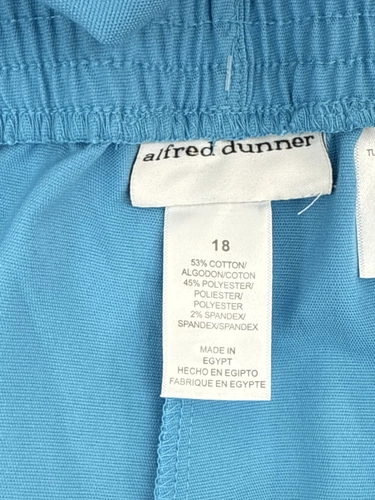 alfred dunner
18
53% COTTON/
ALGODON/COTON
45% POLYESTER/
POLIESTER/
POLYESTER
2% SPANDEX/
SPANDEX/SPANDEX
MADE IN
EGYPT
HECHO EN EGIPTO
FABRIQUE EN EGYPTE
TU